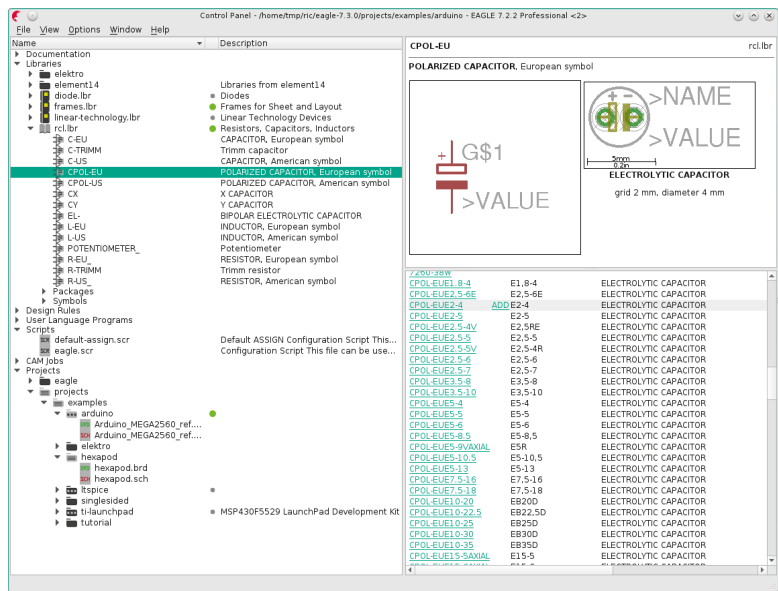 Control Panel - /home/tmp/ric/eagle-7.3.0/projects/examples/arduino - EAGLE 7.2.2 Professional <2>
File View Options Window Help
Name Description
Documentation
Libraries
elektro
element14 Libraries from element14
diode.lbr Diodes
frames.lbr Frames for Sheet and Layout
linear-technology.lbr Linear Technology Devices
rcl.lbr Resistors, Capacitors, Inductors
C-EU CAPACITOR, European symbol
C-TRIMM Trimm capacitor
C-US CAPACITOR, American symbol
CPOL-EU POLARIZED CAPACITOR, European symbol
CPOL-US POLARIZED CAPACITOR, American symbol
CX X CAPACITOR
CY Y CAPACITOR
EL- BIPOLAR ELECTROLYTIC CAPACITOR
L-EU INDUCTOR, European symbol
L-US INDUCTOR, American symbol
POTENTIOMETER_ Potentiometer
R-EU_ RESISTOR, European symbol
R-TRIMM Trimm resistor
R-US_ RESISTOR, American symbol
Packages
Symbols
Design Rules
User Language Programs
Scripts
default-assign.scr Default ASSIGN Configuration Script This...
eagle.scr Configuration Script This file can be use...
CAM Jobs
Projects
eagle
projects
examples
arduino
Arduino_MEGA2560_ref....
Arduino_MEGA2560_ref....
elektro
hexapod
hexapod.brd
hexapod.sch
ltspice
singlesided
ti-launchpad MSP430F5529 LaunchPad Development Kit
tutorial
CPOL-EU rcl.lbr
POLARIZED CAPACITOR, European symbol
G$1
>VALUE
>NAME
>VALUE
5mm
0.2in
ELECTROLYTIC CAPACITOR
grid 2 mm, diameter 4 mm
7260-38w
CPOL-EUE1.8-4 E1,8-4 ELECTROLYTIC CAPACITOR
CPOL-EUE2,5-6E E2,5-6E ELECTROLYTIC CAPACITOR
CPOL-EUE2-4 ADD E2-4 ELECTROLYTIC CAPACITOR
CPOL-EUE2-5 E2-5 ELECTROLYTIC CAPACITOR
CPOL-EUE2.5-4V E2,5RE ELECTROLYTIC CAPACITOR
CPOL-EUE2.5-5 E2,5-5 ELECTROLYTIC CAPACITOR
CPOL-EUE2.5-5V E2,5-4R ELECTROLYTIC CAPACITOR
CPOL-EUE2.5-6 E2,5-6 ELECTROLYTIC CAPACITOR
CPOL-EUE2.5-7 E2,5-7 ELECTROLYTIC CAPACITOR
CPOL-EUE3.5-8 E3,5-8 ELECTROLYTIC CAPACITOR
CPOL-EUE3.5-10 E3,5-10 ELECTROLYTIC CAPACITOR
CPOL-EUE5-4 E5-4 ELECTROLYTIC CAPACITOR
CPOL-EUE5-5 E5-5 ELECTROLYTIC CAPACITOR
CPOL-EUE5-6 E5-6 ELECTROLYTIC CAPACITOR
CPOL-EUE5-8.5 E5-8,5 ELECTROLYTIC CAPACITOR
CPOL-EUE5-9VAXIAL E5R ELECTROLYTIC CAPACITOR
CPOL-EUE5-10.5 E5-10,5 ELECTROLYTIC CAPACITOR
CPOL-EUE5-13 E5-13 ELECTROLYTIC CAPACITOR
CPOL-EUE7.5-16 E7,5-16 ELECTROLYTIC CAPACITOR
CPOL-EUE7.5-18 E7,5-18 ELECTROLYTIC CAPACITOR
CPOL-EUE10-20 EB20D ELECTROLYTIC CAPACITOR
CPOL-EUE10-22.5 EB22,5D ELECTROLYTIC CAPACITOR
CPOL-EUE10-25 EB25D ELECTROLYTIC CAPACITOR
CPOL-EUE10-30 EB30D ELECTROLYTIC CAPACITOR
CPOL-EUE10-35 EB35D ELECTROLYTIC CAPACITOR
CPOL-EUE15-5AXIAL E15-5 ELECTROLYTIC CAPACITOR